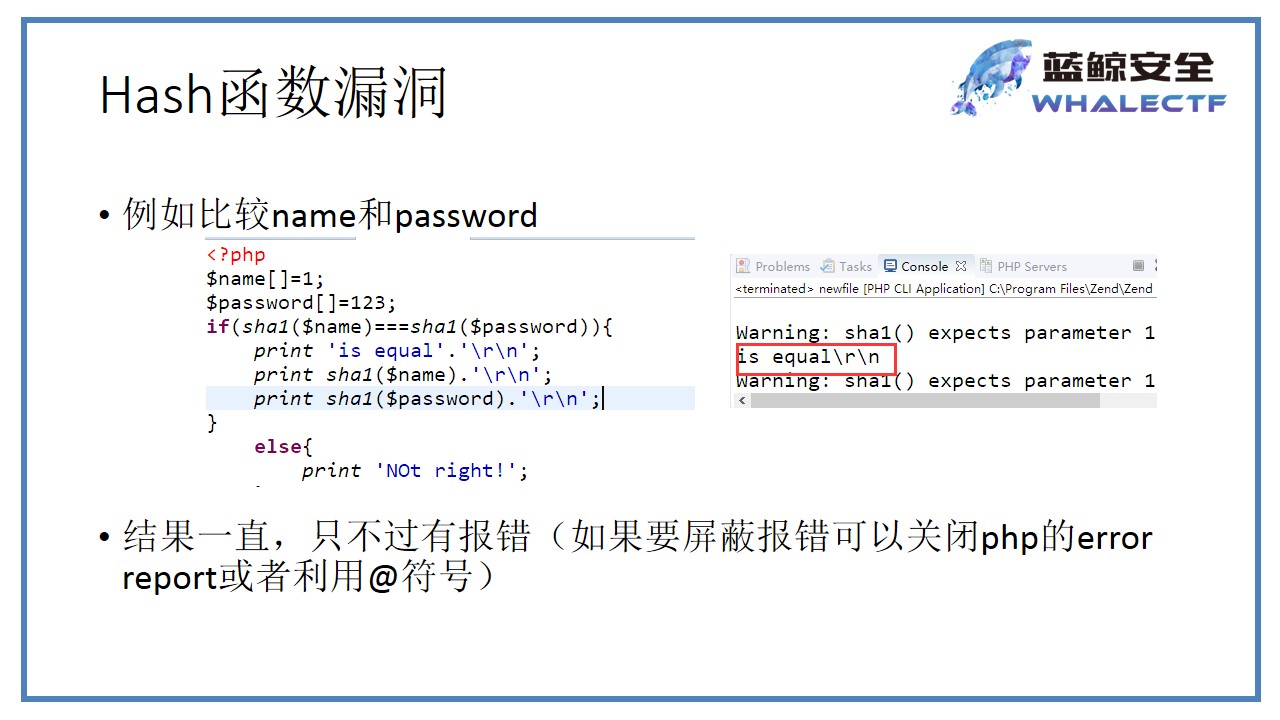 Hash函数漏洞
蓝鲸安全
WHALECTF
• 例如比较name和password
<?php
$name[]=1;
$password[]=123;
if(sha1($name)===sha1($password)){
print 'is equal'.'\r\n';
print sha1($name).'\r\n';
print sha1($password).'\r\n';
}
else{
print 'NOt right!';
Problems Tasks Console PHP Servers
<terminated> newfile [PHP CLI Application] C:\Program Files\Zend\Zend
Warning: sha1() expects parameter 1
is equal\r\n
Warning: sha1() expects parameter 1
• 结果一直，只不过有报错（如果要屏蔽报错可以关闭php的error
report或者利用@符号）